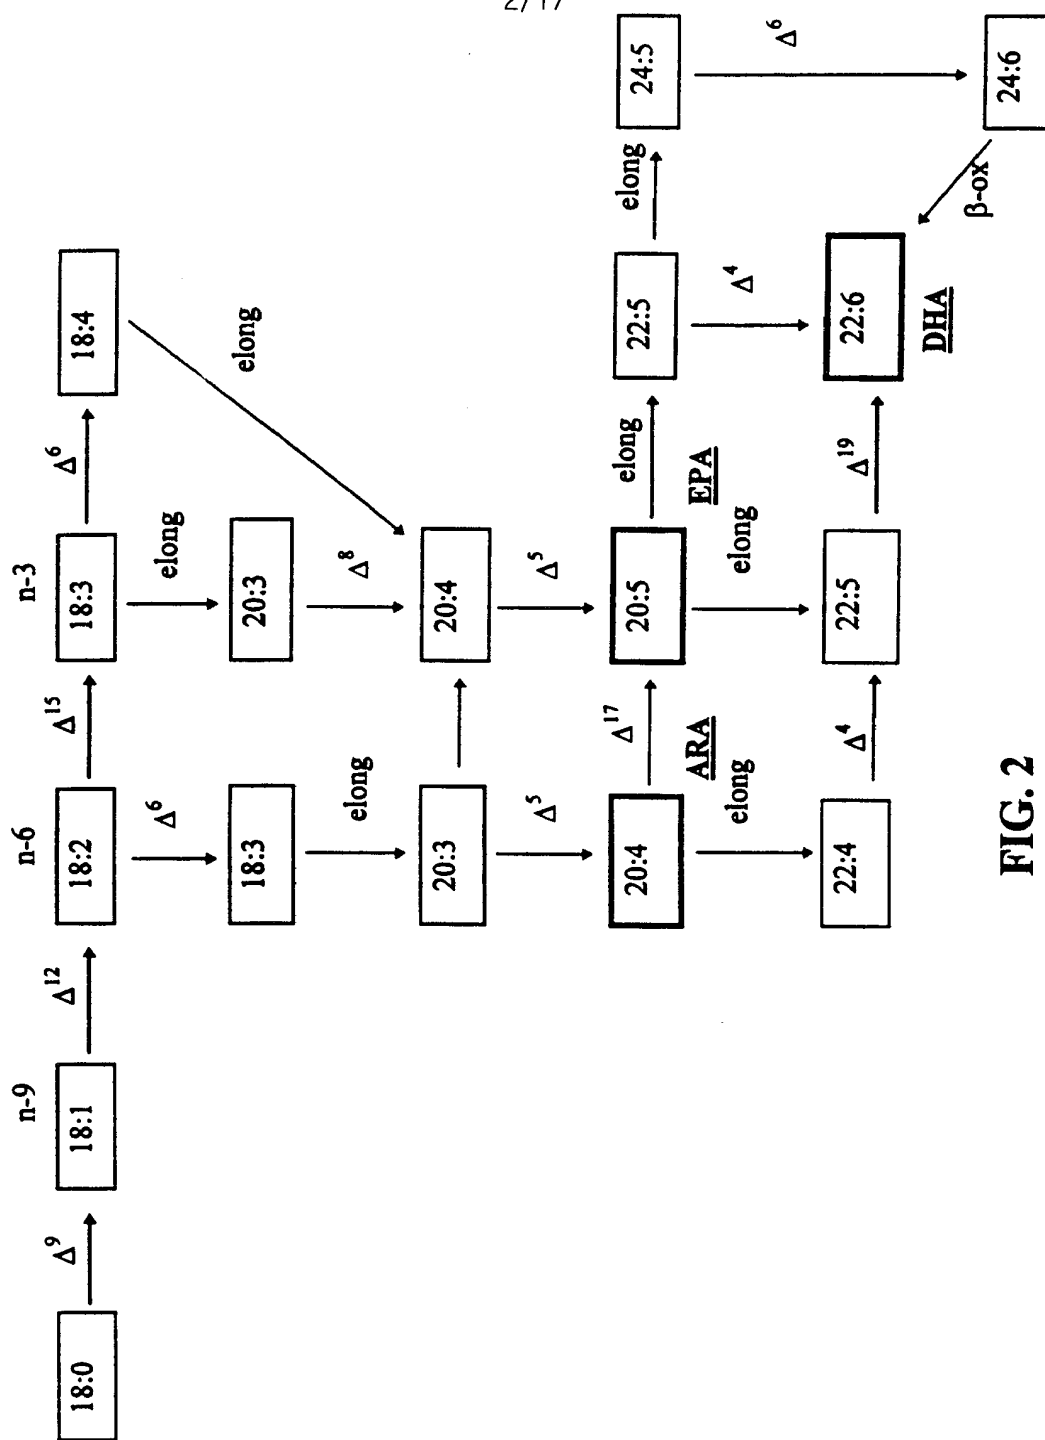 n-9 n-6 n-3
Δ9 Δ12 Δ15 Δ6
18:0 18:1 18:2 18:3 18:4
Δ6 elong elong
18:3 20:3
elong Δ8
20:3 20:4
Δ5 Δ5
Δ17 elong elong
20:4 20:5 22:5 24:5
ARA EPA
elong elong Δ4 Δ6
Δ4 Δ19
22:4 22:5 22:6 24:6
DHA β-ox
FIG. 2